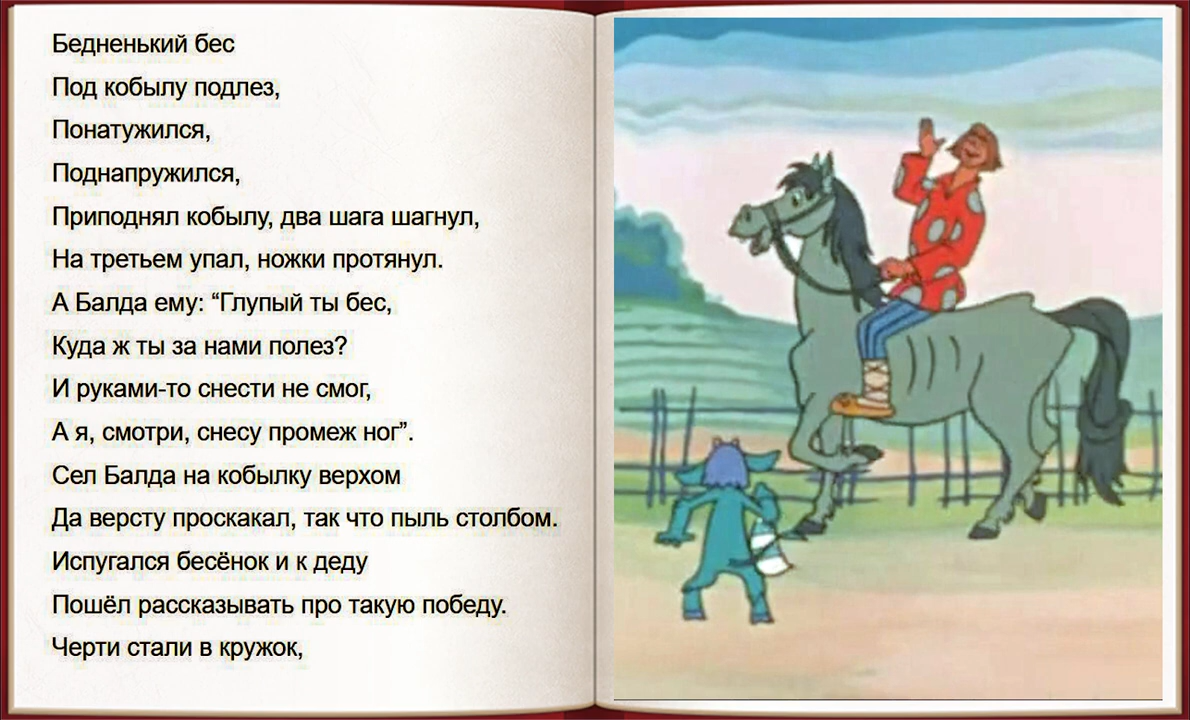 Бедненький бес
Под кобылу подлез,
Понатужился,
Поднапружился,
Приподнял кобылу, два шага шагнул,
На третьем упал, ножки протянул.
А Балда ему: “Глупый ты бес,
Куда ж ты за нами полез?
И руками-то снести не смог,
А я, смотри, снесу промеж ног”.
Сел Балда на кобылку верхом
Да версту проскакал, так что пыль столбом.
Испугался бесёнок и к деду
Пошёл рассказывать про такую победу.
Черти стали в кружок,